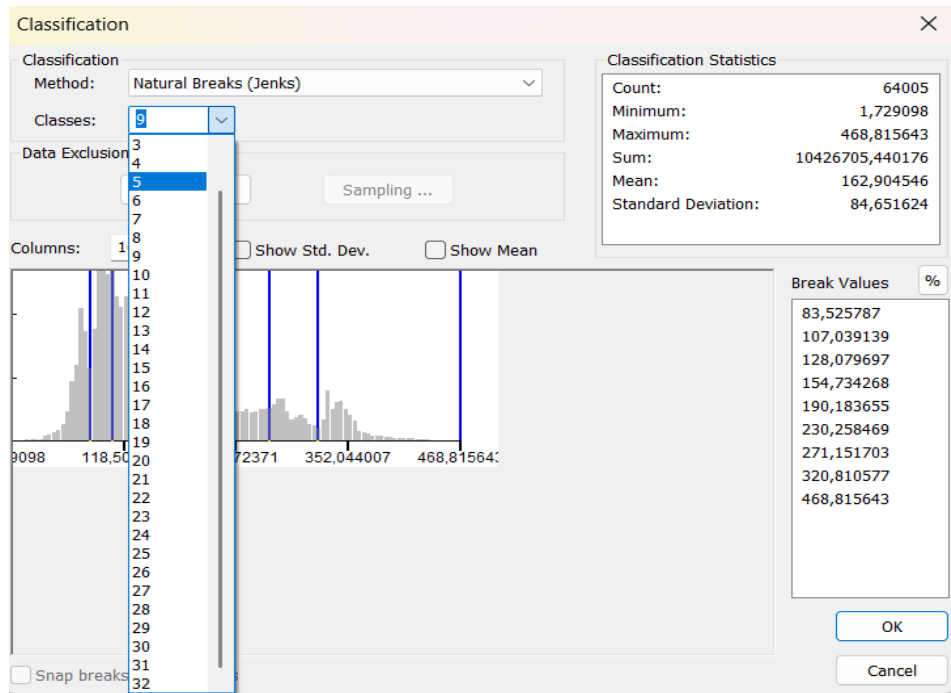 Classification
Classification
Method: Natural Breaks (Jenks)
Classes: 9
3
4
5
6
7
8
9
10
11
12
13
14
15
16
17
18
19
20
21
22
23
24
25
26
27
28
29
30
31
32
Data Exclusion
Sampling ...
Columns: 1
Show Std. Dev.
Show Mean
9098 118,50 72371 352,044007 468,815643
Snap breaks
Classification Statistics
Count: 64005
Minimum: 1,729098
Maximum: 468,815643
Sum: 10426705,440176
Mean: 162,904546
Standard Deviation: 84,651624
Break Values %
83,525787
107,039139
128,079697
154,734268
190,183655
230,258469
271,151703
320,810577
468,815643
OK
Cancel